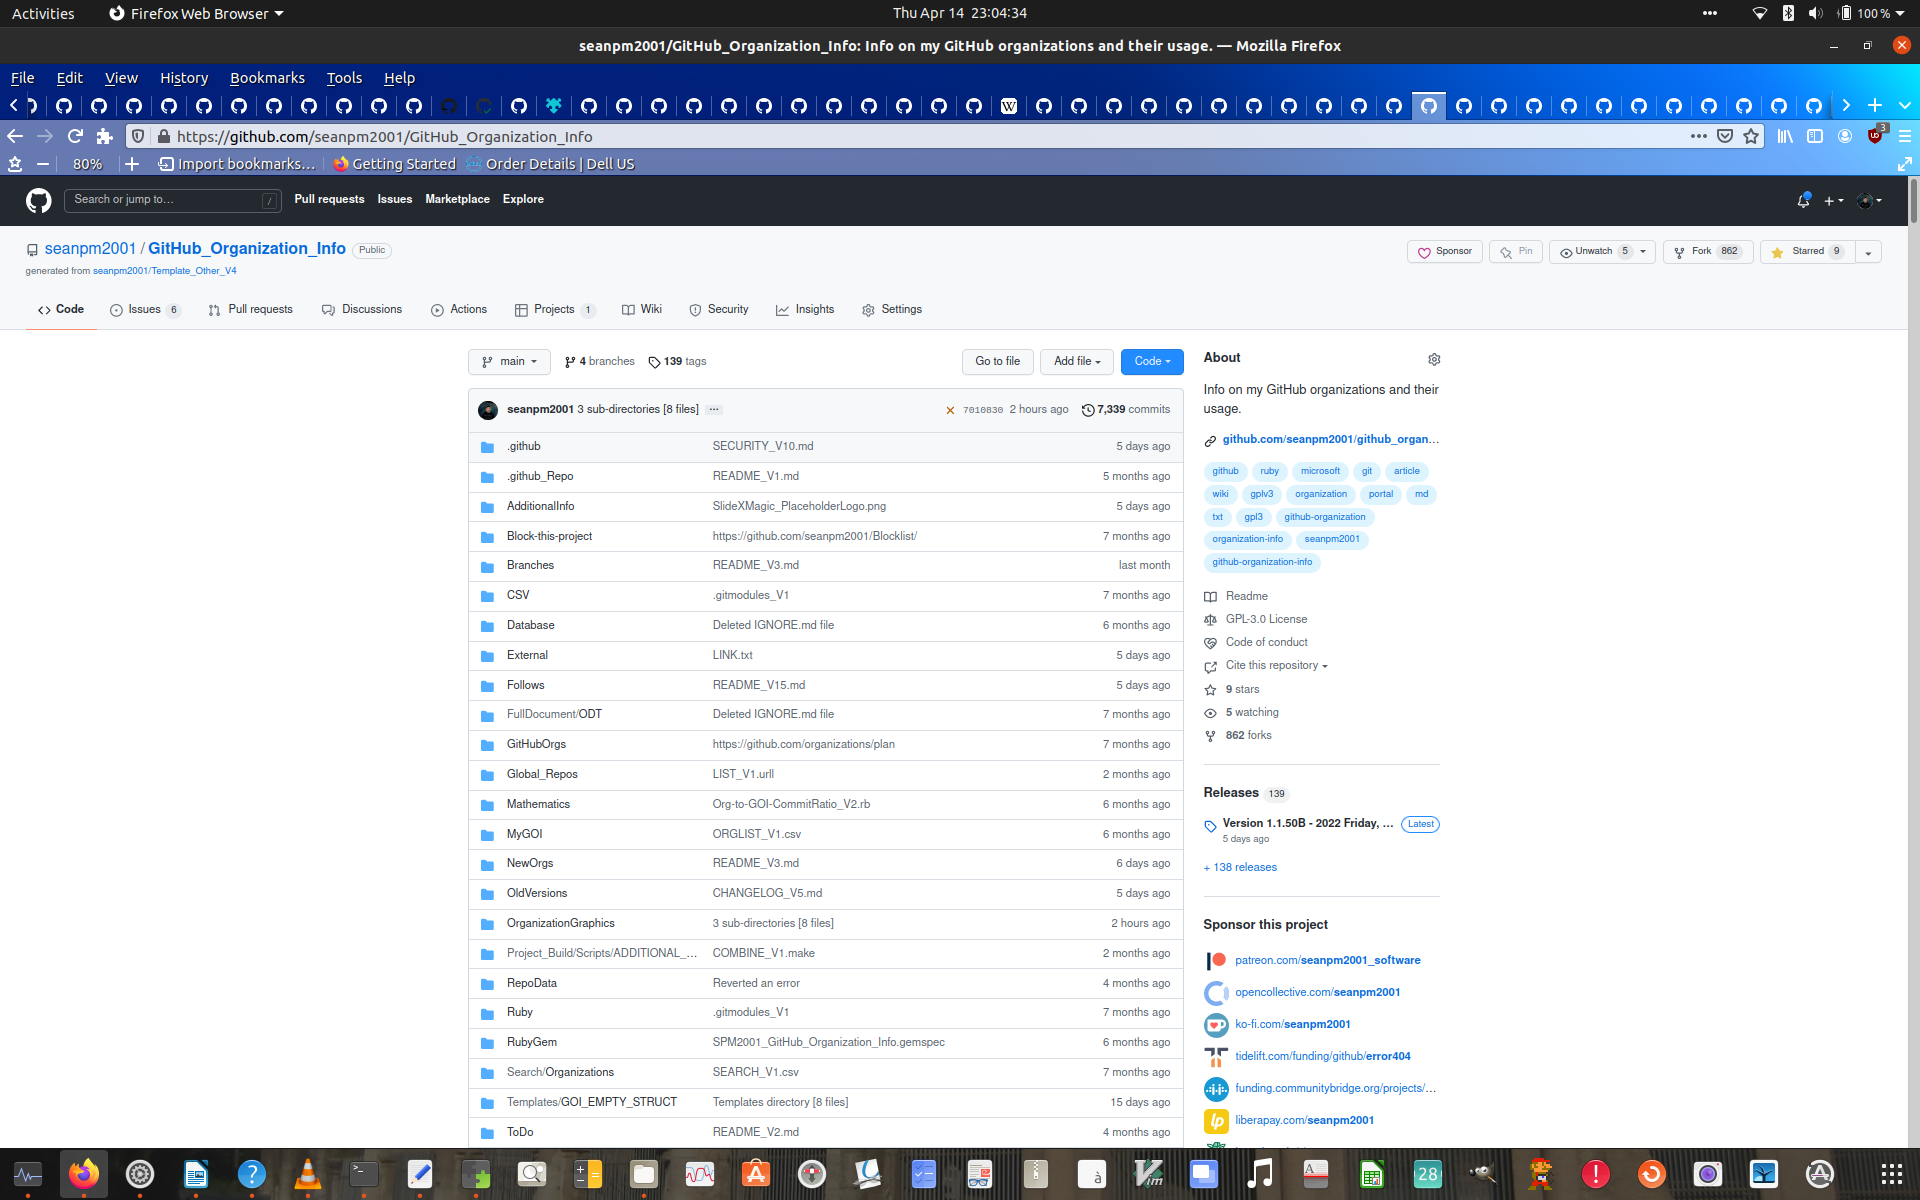 Activities
Firefox Web Browser
Thu Apr 14 23:04:34
100 %
seanpm2001/GitHub_Organization_Info: Info on my GitHub organizations and their usage. — Mozilla Firefox
File Edit View History Bookmarks Tools Help
https://github.com/seanpm2001/GitHub_Organization_Info
3
80% Import bookmarks… Getting Started Order Details | Dell US
Search or jump to… /
Pull requests Issues Marketplace Explore
seanpm2001 / GitHub_Organization_Info Public
generated from seanpm2001/Template_Other_V4
Sponsor Pin Unwatch 5 Fork 862 Starred 9
Code Issues 6 Pull requests Discussions Actions Projects 1 Wiki Security Insights Settings
main 4 branches 139 tags Go to file Add file Code
seanpm2001 3 sub-directories [8 files] ... 7010830 2 hours ago 7,339 commits
.github SECURITY_V10.md 5 days ago
.github_Repo README_V1.md 5 months ago
AdditionalInfo SlideXMagic_PlaceholderLogo.png 5 days ago
Block-this-project https://github.com/seanpm2001/Blocklist/ 7 months ago
Branches README_V3.md last month
CSV .gitmodules_V1 7 months ago
Database Deleted IGNORE.md file 6 months ago
External LINK.txt 5 days ago
Follows README_V15.md 5 days ago
FullDocument/ODT Deleted IGNORE.md file 7 months ago
GitHubOrgs https://github.com/organizations/plan 7 months ago
Global_Repos LIST_V1.urll 2 months ago
Mathematics Org-to-GOI-CommitRatio_V2.rb 6 months ago
MyGOI ORGLIST_V1.csv 6 months ago
NewOrgs README_V3.md 6 days ago
OldVersions CHANGELOG_V5.md 5 days ago
OrganizationGraphics 3 sub-directories [8 files] 2 hours ago
Project_Build/Scripts/ADDITIONAL_… COMBINE_V1.make 2 months ago
RepoData Reverted an error 4 months ago
Ruby .gitmodules_V1 7 months ago
RubyGem SPM2001_GitHub_Organization_Info.gemspec 6 months ago
Search/Organizations SEARCH_V1.csv 7 months ago
Templates/GOI_EMPTY_STRUCT Templates directory [8 files] 15 days ago
ToDo README_V2.md 4 months ago
About
Info on my GitHub organizations and their
usage.
github.com/seanpm2001/github_organ…
github ruby microsoft git article
wiki gplv3 organization portal md
txt gpl3 github-organization
organization-info seanpm2001
github-organization-info
Readme
GPL-3.0 License
Code of conduct
Cite this repository
9 stars
5 watching
862 forks
Releases 139
Version 1.1.50B - 2022 Friday, … Latest
5 days ago
+ 138 releases
Sponsor this project
patreon.com/seanpm2001_software
opencollective.com/seanpm2001
ko-fi.com/seanpm2001
tidelift.com/funding/github/error404
funding.communitybridge.org/projects/…
liberapay.com/seanpm2001
28